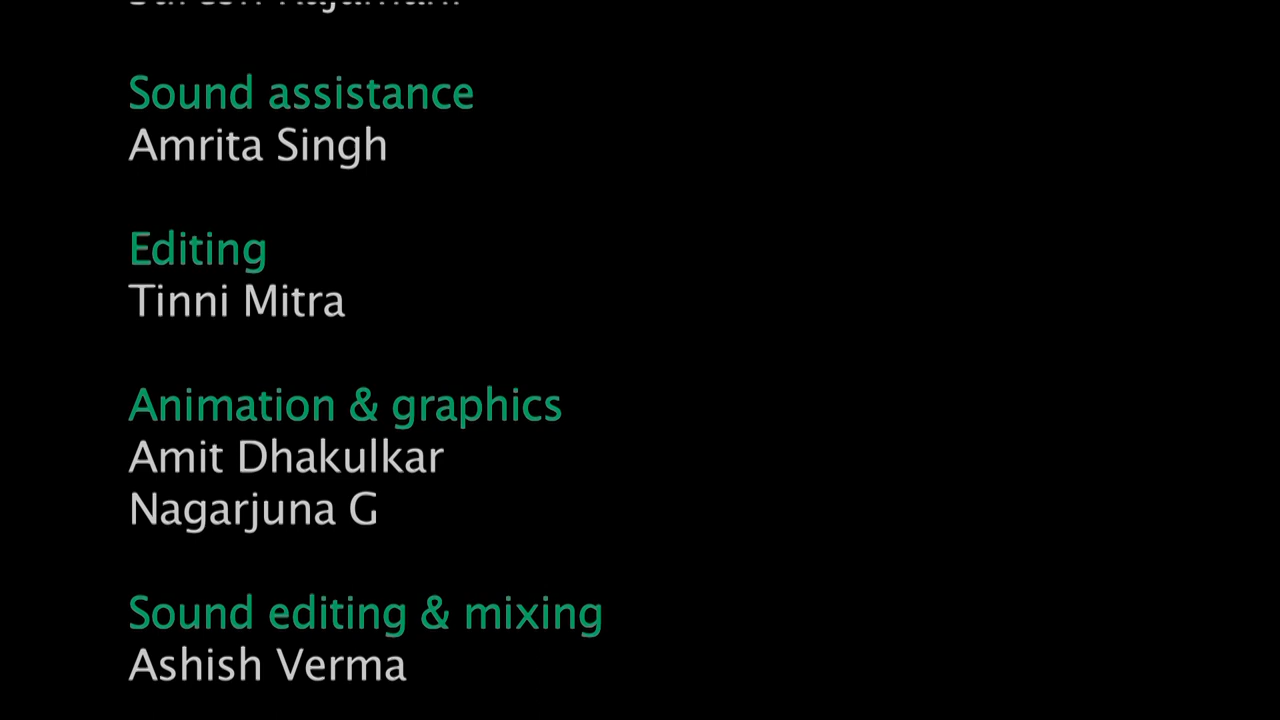 Sound assistance
Amrita Singh
Editing
Tinni Mitra
Animation & graphics
Amit Dhakulkar
Nagarjuna G
Sound editing & mixing
Ashish Verma